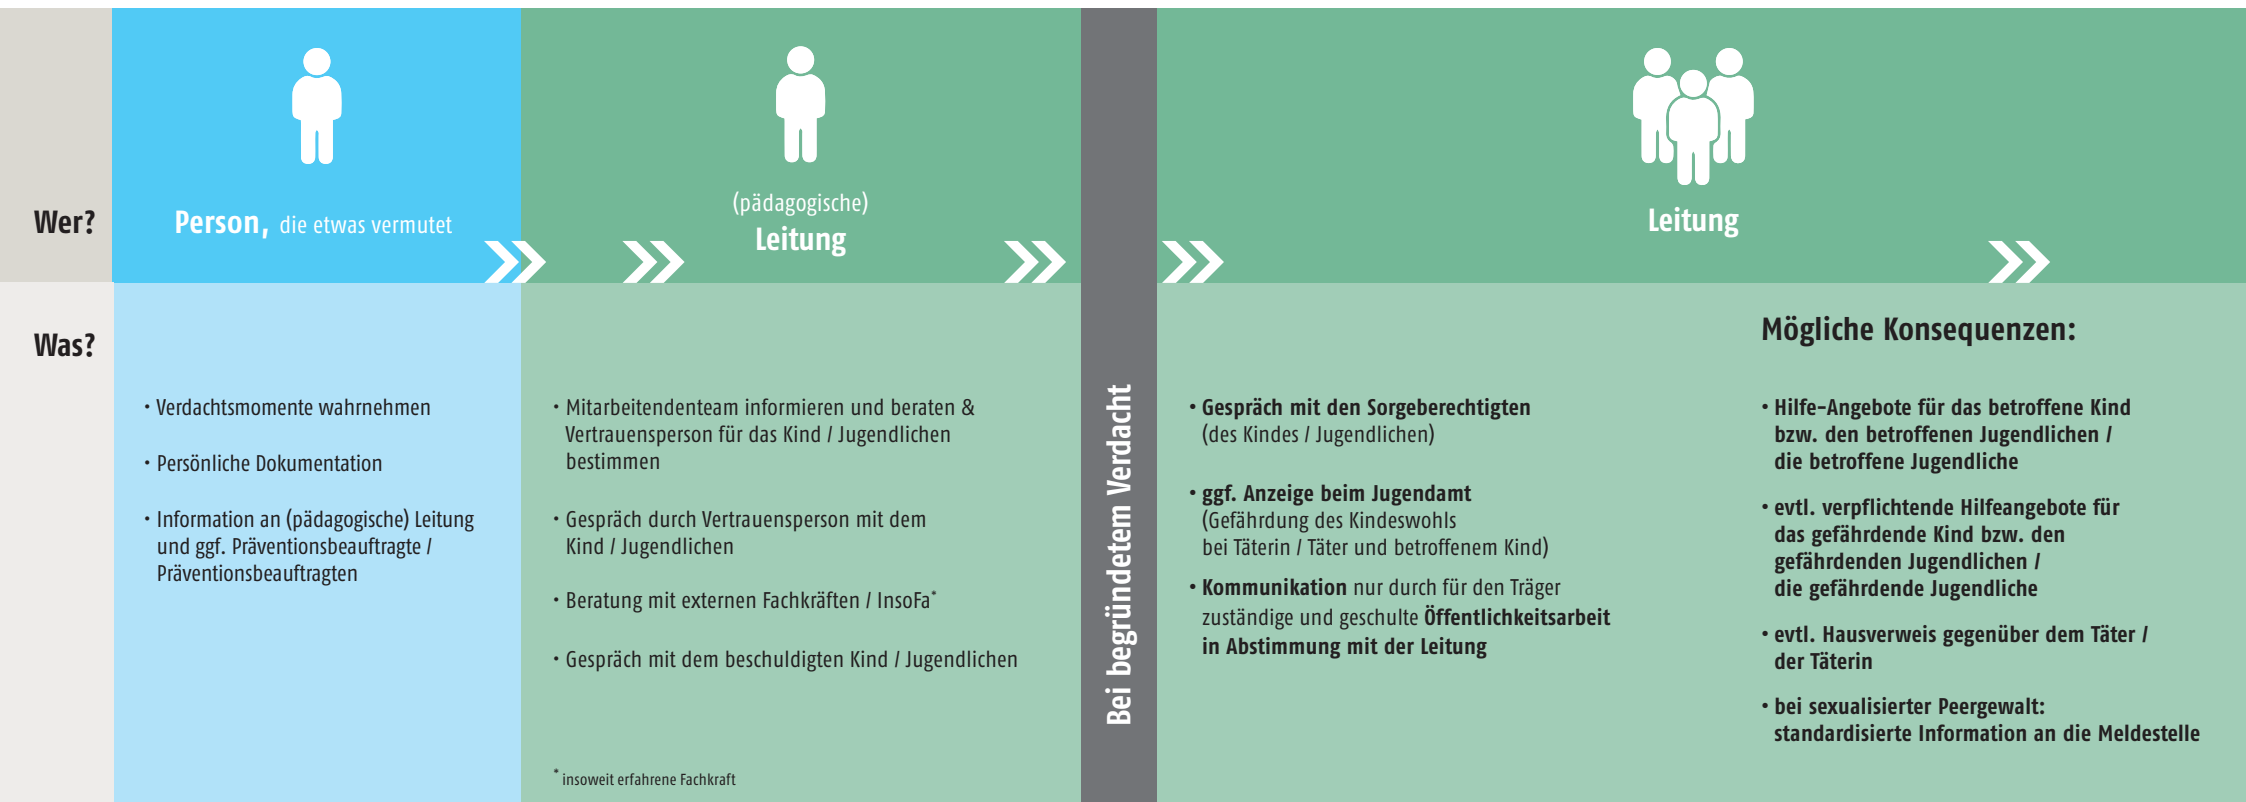 Wer?
Person, die etwas vermutet
(pädagogische)
Leitung
Leitung
Was?
• Verdachtsmomente wahrnehmen
• Persönliche Dokumentation
• Information an (pädagogische) Leitung
und ggf. Präventionsbeauftragte /
Präventionsbeauftragten
• Mitarbeitendenteam informieren und beraten &
Vertrauensperson für das Kind / Jugendlichen
bestimmen
• Gespräch durch Vertrauensperson mit dem
Kind / Jugendlichen
• Beratung mit externen Fachkräften / InsoFa*
• Gespräch mit dem beschuldigten Kind / Jugendlichen
* insoweit erfahrene Fachkraft
Bei begründetem Verdacht
• Gespräch mit den Sorgeberechtigten
(des Kindes / Jugendlichen)
• ggf. Anzeige beim Jugendamt
(Gefährdung des Kindeswohls
bei Täterin / Täter und betroffenem Kind)
• Kommunikation nur durch für den Träger
zuständige und geschulte Öffentlichkeitsarbeit
in Abstimmung mit der Leitung
Mögliche Konsequenzen:
• Hilfe-Angebote für das betroffene Kind
bzw. den betroffenen Jugendlichen /
die betroffene Jugendliche
• evtl. verpflichtende Hilfeangebote für
das gefährdende Kind bzw. den
gefährdenden Jugendlichen /
die gefährdende Jugendliche
• evtl. Hausverweis gegenüber dem Täter /
der Täterin
• bei sexualisierter Peergewalt:
standardisierte Information an die Meldestelle